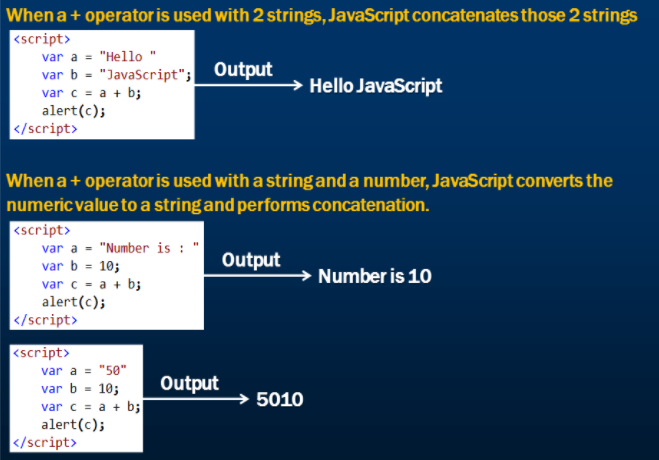 When a + operator is used with 2 strings, JavaScript concatenates those 2 strings
<script>
var a = "Hello "
var b = "JavaScript";
var c = a + b;
alert(c);
</script>
Output
Hello JavaScript
When a + operator is used with a string and a number, JavaScript converts the
numeric value to a string and performs concatenation.
<script>
var a = "Number is : "
var b = 10;
var c = a + b;
alert(c);
</script>
Output
Number is 10
<script>
var a = "50"
var b = 10;
var c = a + b;
alert(c);
</script>
Output
5010